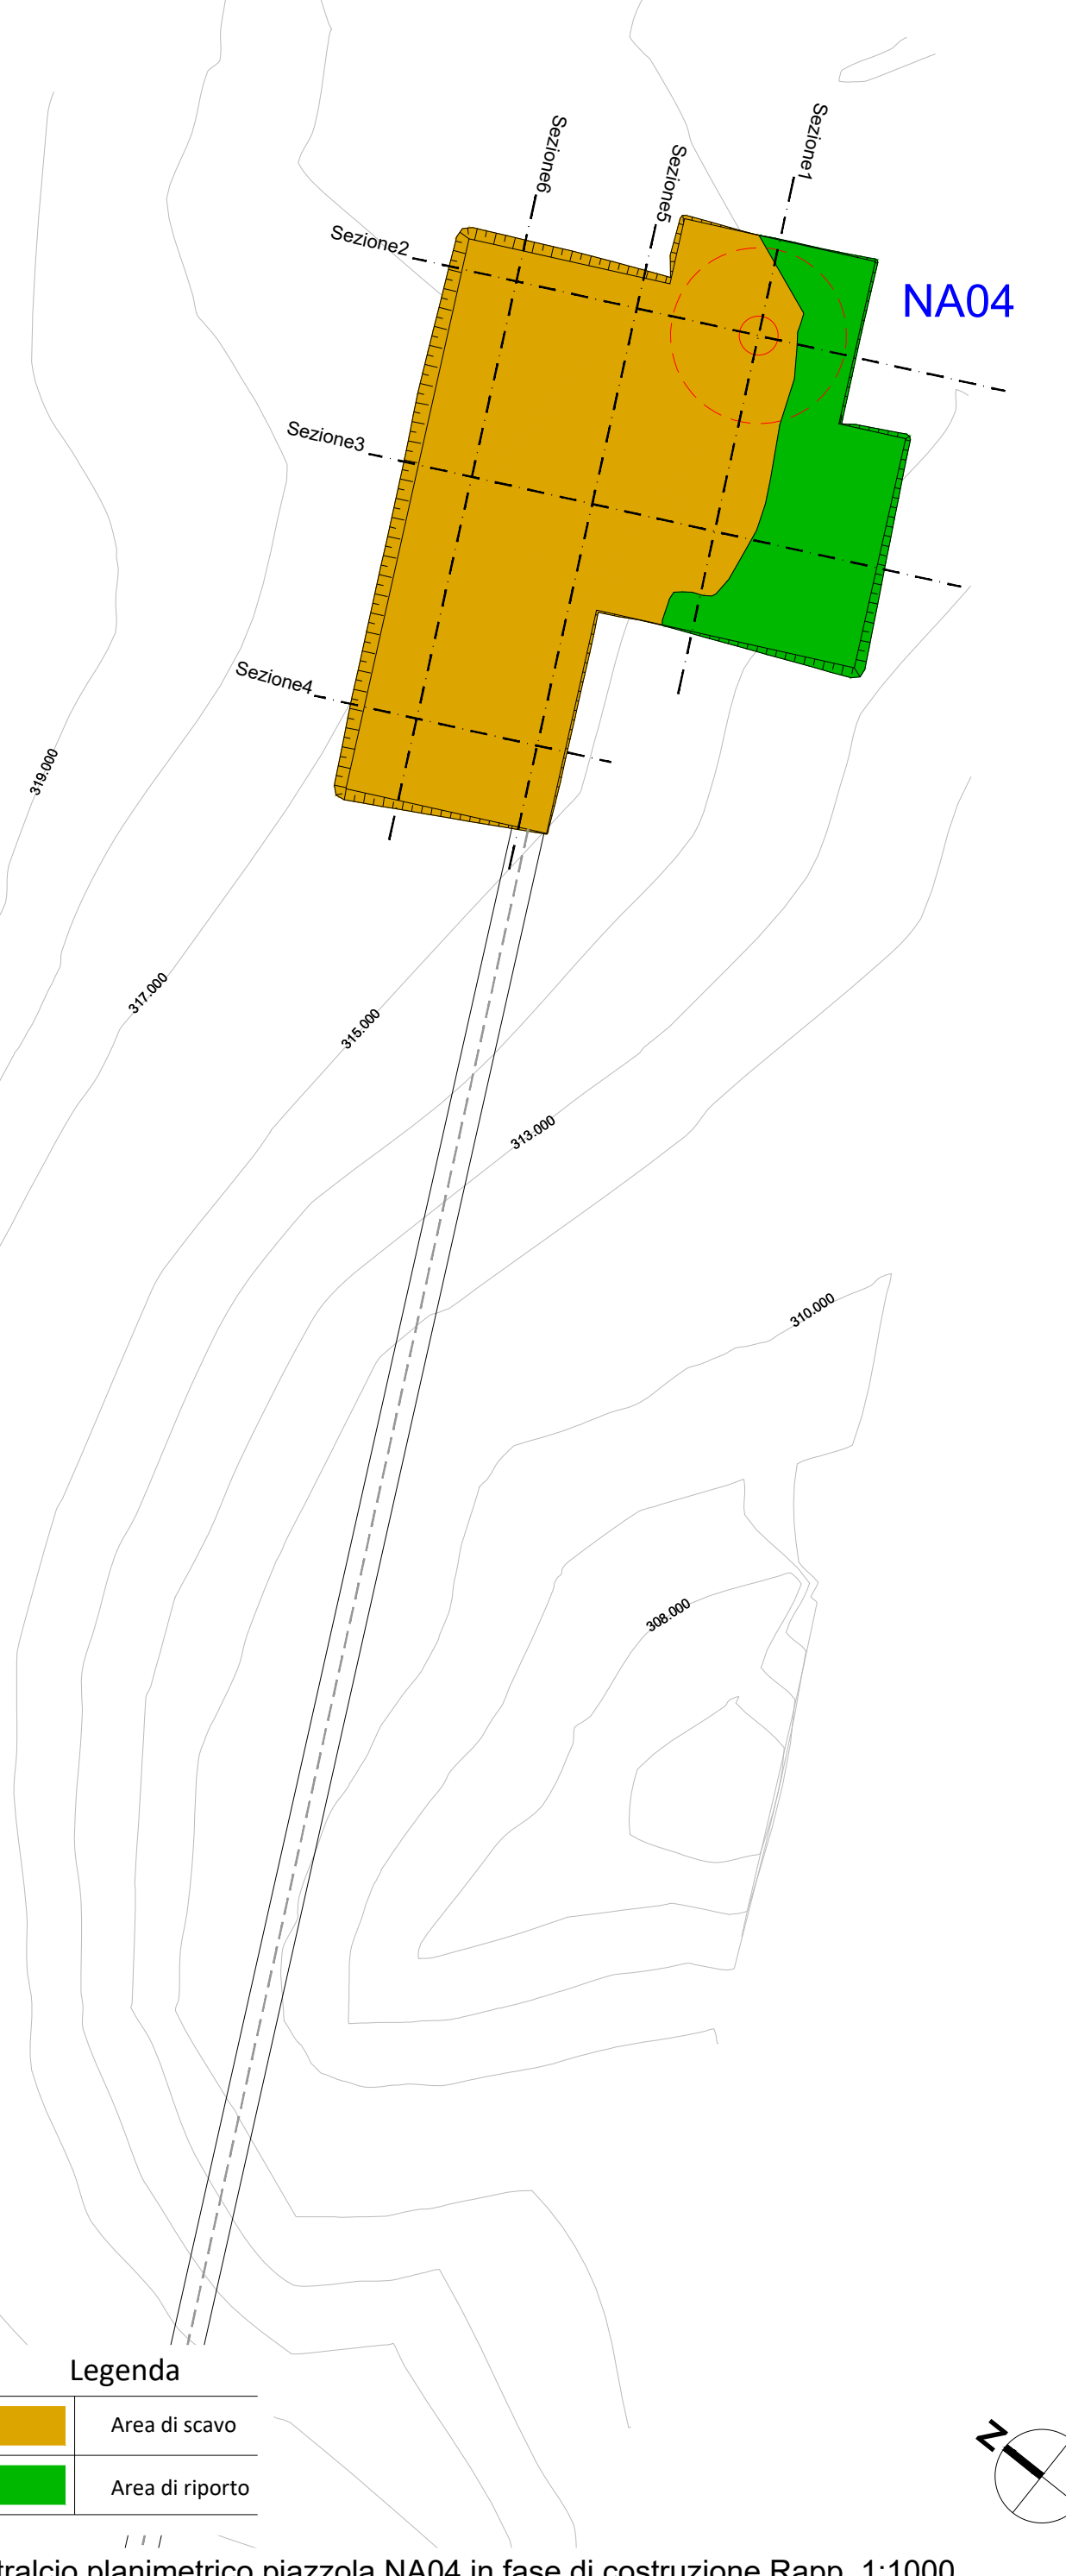 Sezione1
Sezione6
Sezione5
Sezione2
NA04
Sezione3
Sezione4
319.000
317.000
315.000
313.000
310.000
308.000
Legenda
Area di scavo
Area di riporto
N
tralcio planimetrico piazzola NA04 in fase di costruzione Rapp. 1:1000